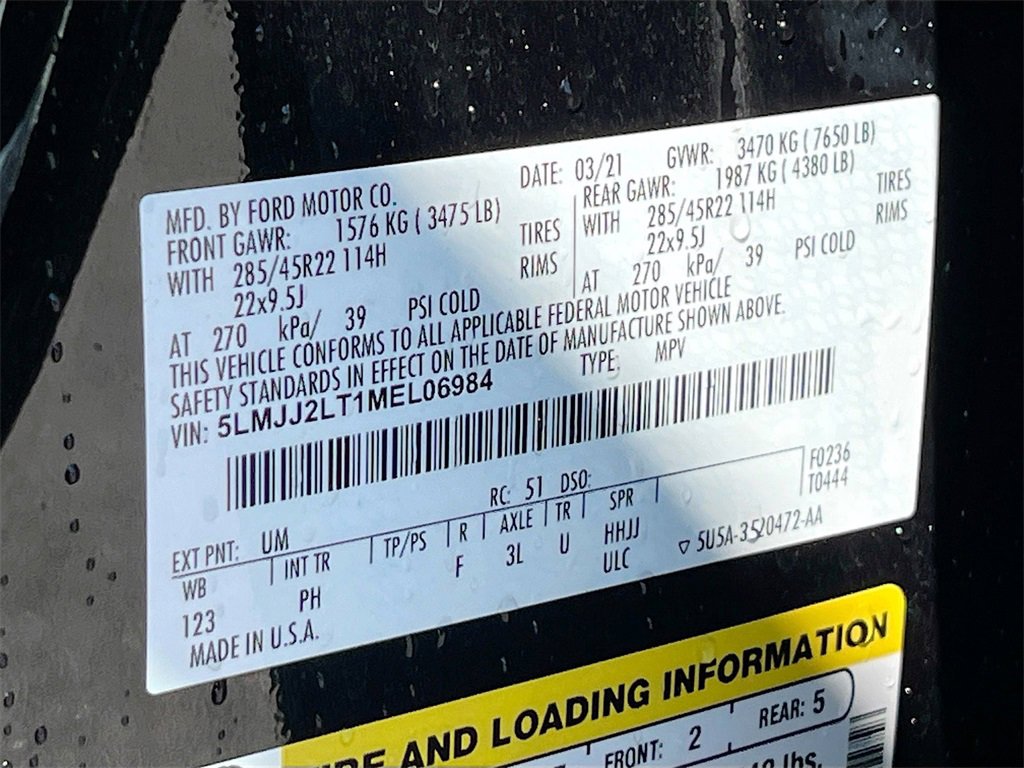 MFD. BY FORD MOTOR CO.
DATE: 03/21 GVWR: 3470 KG ( 7650 LB)
FRONT GAWR: 1576 KG ( 3475 LB)
REAR GAWR: 1987 KG ( 4380 LB)
WITH 285/45R22 114H TIRES
WITH 285/45R22 114H TIRES
22x9.5J RIMS
22x9.5J RIMS
AT 270 kPa/ 39 PSI COLD
AT 270 kPa/ 39 PSI COLD
THIS VEHICLE CONFORMS TO ALL APPLICABLE FEDERAL MOTOR VEHICLE
SAFETY STANDARDS IN EFFECT ON THE DATE OF MANUFACTURE SHOWN ABOVE.
VIN: 5LMJJ2LT1MEL06984 TYPE: MPV
F0236
T0444
RC: 51 DSO:
EXT PNT: UM
WB INT TR TP/PS R AXLE TR SPR
123 PH F 3L U HHJJ
ULC
▽ 5U5A-3520472-AA
MADE IN U.S.A.
AND LOADING INFORMATION
FRONT: 2 REAR: 5
lbs.